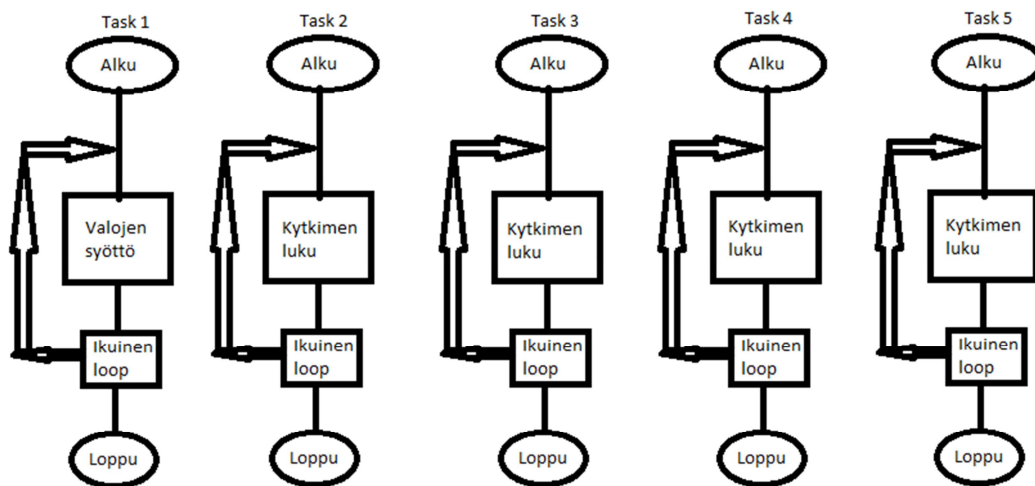 Task 1
Alku
Valojen
syöttö
Ikuinen
loop
Loppu
Task 2
Alku
Kytkimen
luku
Ikuinen
loop
Loppu
Task 3
Alku
Kytkimen
luku
Ikuinen
loop
Loppu
Task 4
Alku
Kytkimen
luku
Ikuinen
loop
Loppu
Task 5
Alku
Kytkimen
luku
Ikuinen
loop
Loppu